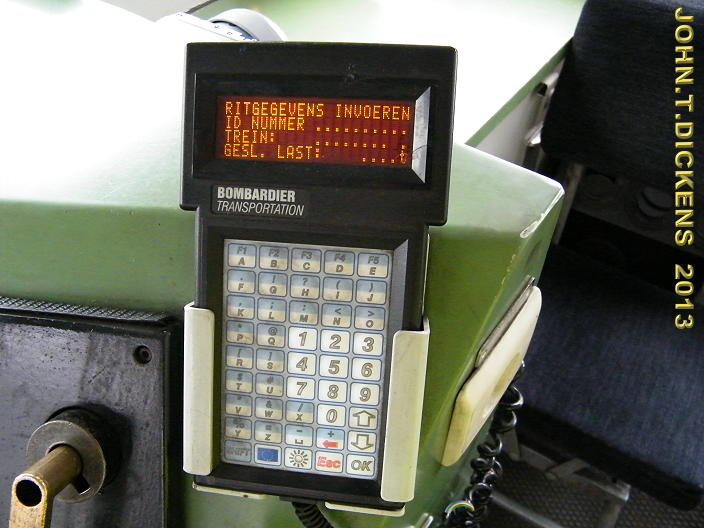 RITGEGEVENS INVOEREN
ID NUMMER ..........
TREIN: ........ .
GESL. LAST: ....t
BOMBARDIER
TRANSPORTATION
F1 F2 F3 F4 F5
A B C D E
F G H I J
K L M < N > O
P @ Q 1 2 3
[ R ] S 4 5 6
T # U 7 8 9
V & W / X 0
% Y = Z - +
SHIFT Esc OK
JOHN.T.DICKENS 2013